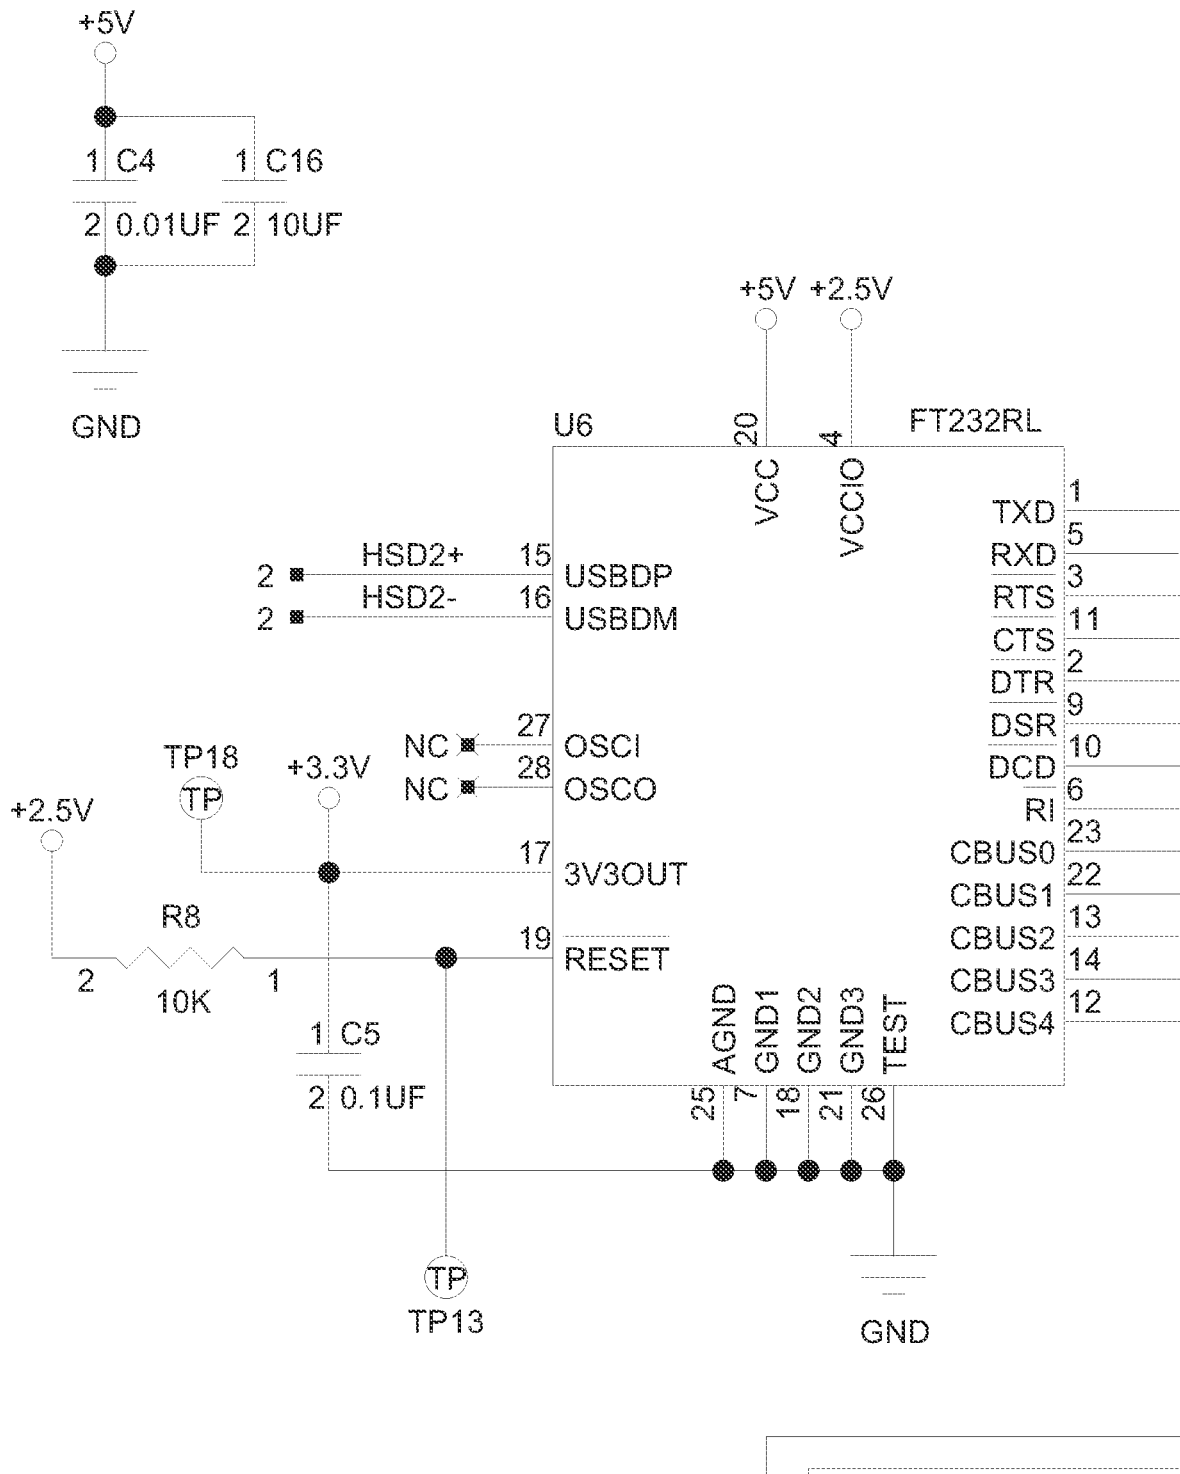 +5V
1 C4 1 C16
2 0.01UF 2 10UF
GND
+5V +2.5V
U6 20 4 FT232RL
VCC VCCIO
HSD2+ 15
2 USBDP
HSD2- 16
2 USBDM
27
NC OSCI
28
NC OSCO
TP18
TP
+3.3V
+2.5V
17
3V3OUT
R8
19
RESET
2 1
10K
1 C5
2 0.1UF
1
TXD
5
RXD
3
RTS
11
CTS
2
DTR
9
DSR
10
DCD
6
RI
23
CBUS0
22
CBUS1
13
CBUS2
14
CBUS3
12
CBUS4
AGND GND1 GND2 GND3 TEST
25 7 18 21 26
TP
TP13
GND